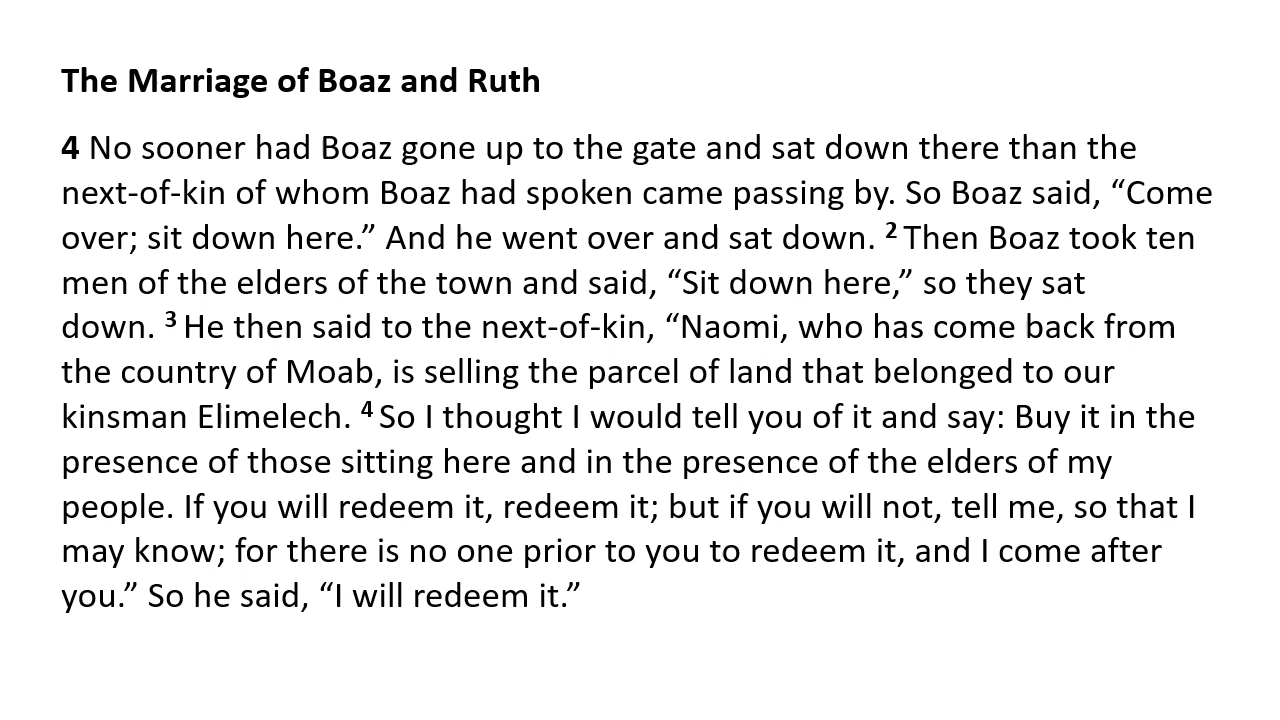 The Marriage of Boaz and Ruth
4 No sooner had Boaz gone up to the gate and sat down there than the
next-of-kin of whom Boaz had spoken came passing by. So Boaz said, “Come
over; sit down here.” And he went over and sat down. 2 Then Boaz took ten
men of the elders of the town and said, “Sit down here,” so they sat
down. 3 He then said to the next-of-kin, “Naomi, who has come back from
the country of Moab, is selling the parcel of land that belonged to our
kinsman Elimelech. 4 So I thought I would tell you of it and say: Buy it in the
presence of those sitting here and in the presence of the elders of my
people. If you will redeem it, redeem it; but if you will not, tell me, so that I
may know; for there is no one prior to you to redeem it, and I come after
you.” So he said, “I will redeem it.”